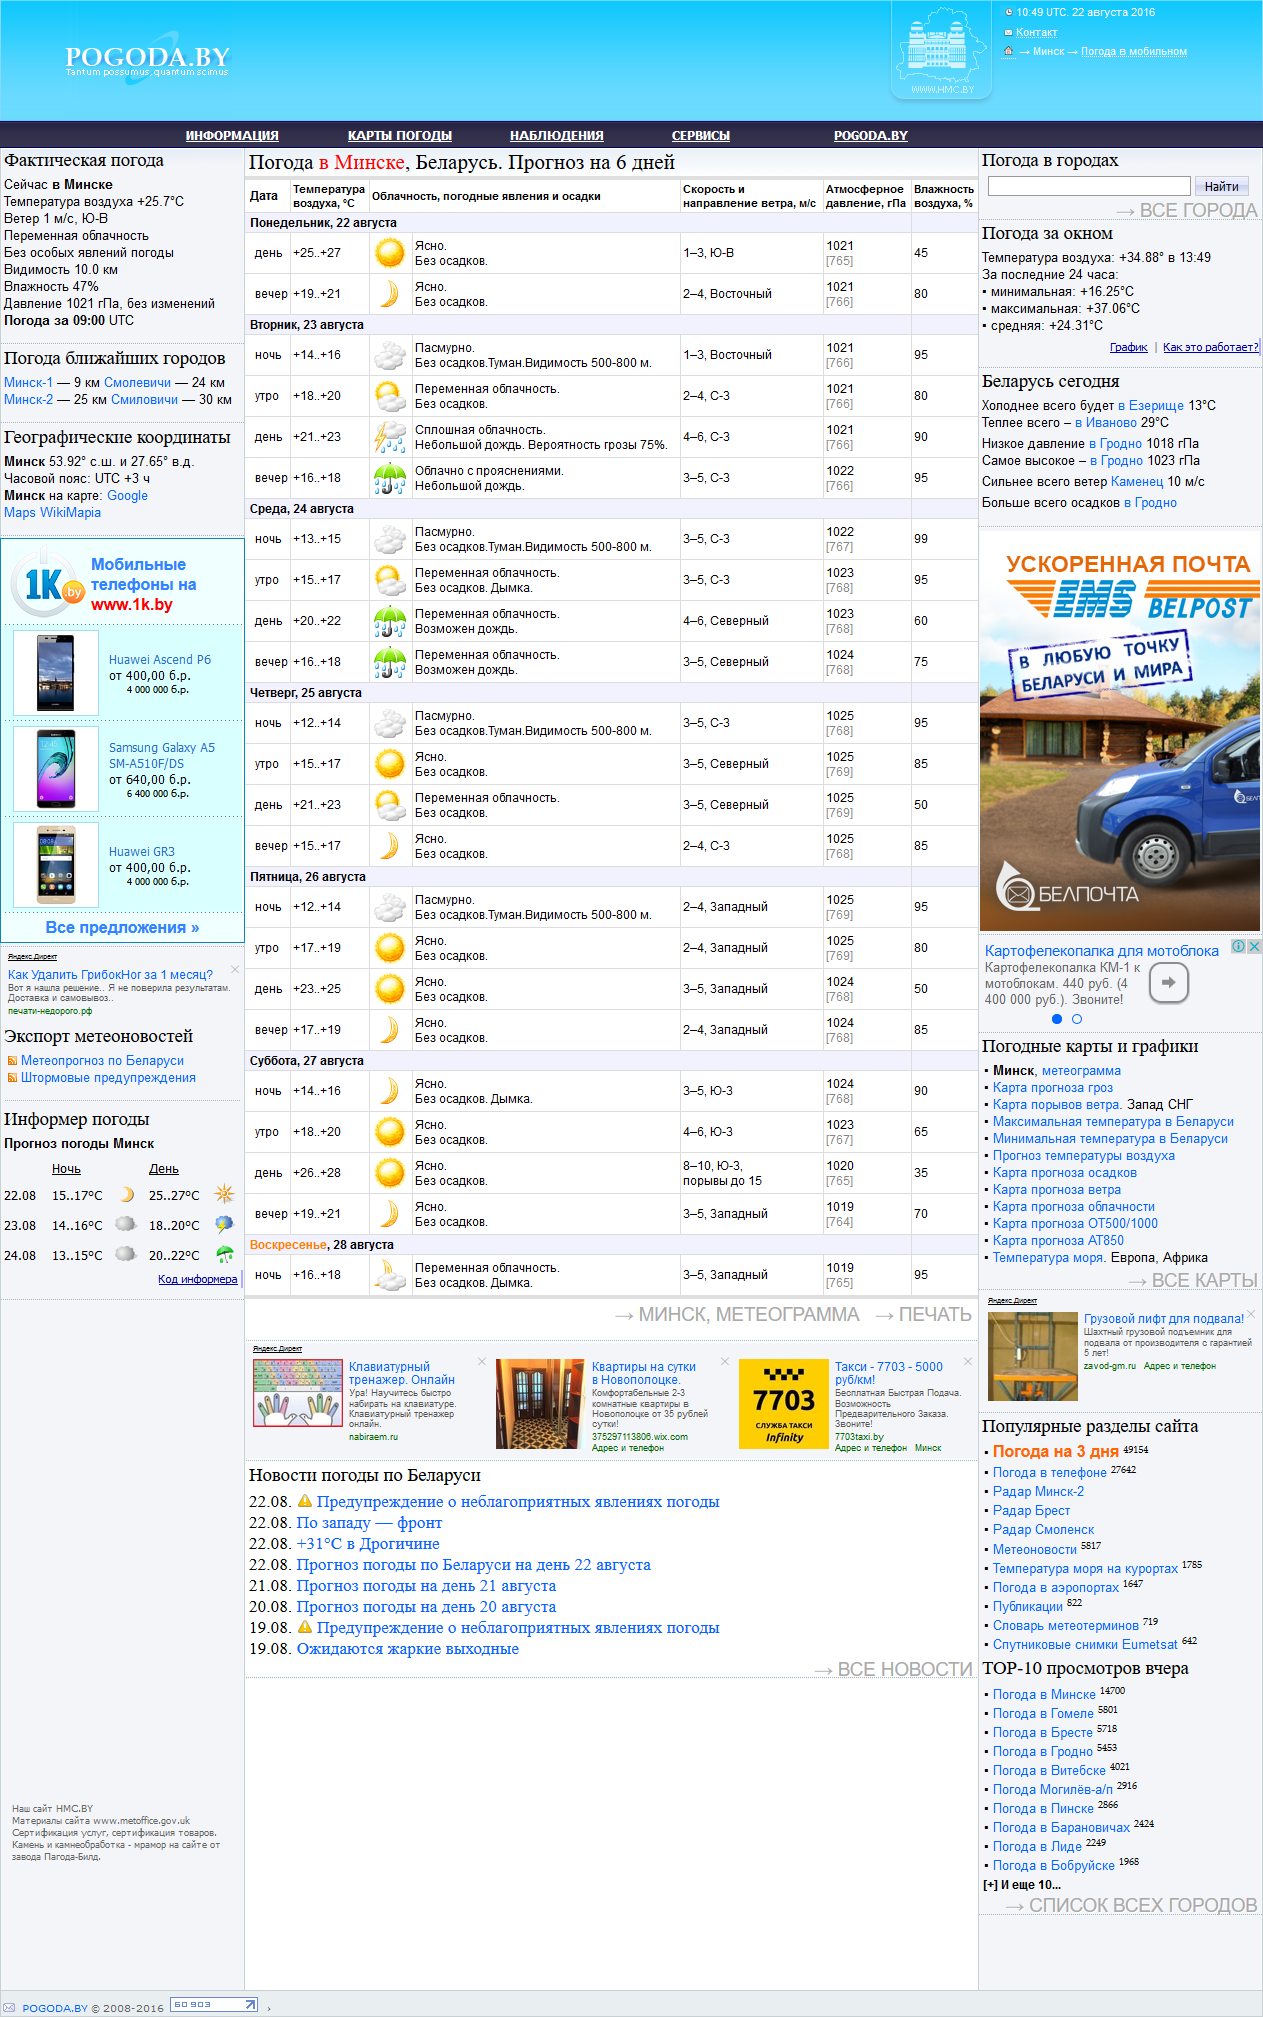 POGODA.BY
Tantum possumus, quantum scimus
WWW.HMC.BY
10:49 UTC. 22 августа 2016
Контакт
→ Минск → Погода в мобильном
ИНФОРМАЦИЯ
КАРТЫ ПОГОДЫ
НАБЛЮДЕНИЯ
СЕРВИСЫ
POGODA.BY
Фактическая погода
Сейчас в Минске
Температура воздуха +25.7°C
Ветер 1 м/с, Ю-В
Переменная облачность
Без особых явлений погоды
Видимость 10.0 км
Влажность 47%
Давление 1021 гПа, без изменений
Погода за 09:00 UTC
Погода ближайших городов
Минск-1 — 9 км Смолевичи — 24 км
Минск-2 — 25 км Смиловичи — 30 км
Географические координаты
Минск 53.92° с.ш. и 27.65° в.д.
Часовой пояс: UTC +3 ч
Минск на карте: Google
Maps WikiMapia
1K.by
Мобильные
телефоны на
www.1k.by
Huawei Ascend P6
от 400,00 б.р.
4 000 000 б.р.
Samsung Galaxy A5
SM-A510F/DS
от 640,00 б.р.
6 400 000 б.р.
Huawei GR3
от 400,00 б.р.
4 000 000 б.р.
Все предложения »
Яндекс.Директ
Как Удалить ГрибокНог за 1 месяц?
Вот я нашла решение.. Я не поверила результатам.
Доставка и самовывоз..
печати-недорого.рф
Экспорт метеоновостей
Метеопрогноз по Беларуси
Штормовые предупреждения
Информер погоды
Прогноз погоды Минск
Ночь День
22.08 15..17°C 25..27°C
23.08 14..16°C 18..20°C
24.08 13..15°C 20..22°C
Код информера
Наш сайт HMC.BY
Материалы сайта www.metoffice.gov.uk
Сертификация услуг, сертификация товаров.
Камень и камнеобработка - мрамор на сайте от
завода Пагода-Билд.
Погода в Минске, Беларусь. Прогноз на 6 дней
Дата Температура воздуха, °C Облачность, погодные явления и осадки Скорость и направление ветра, м/с Атмосферное давление, гПа Влажность воздуха, %
Понедельник, 22 августа
день +25..+27 Ясно. Без осадков. 1–3, Ю-В 1021 [765] 45
вечер +19..+21 Ясно. Без осадков. 2–4, Восточный 1021 [766] 80
Вторник, 23 августа
ночь +14..+16 Пасмурно. Без осадков.Туман.Видимость 500-800 м. 1–3, Восточный 1021 [766] 95
утро +18..+20 Переменная облачность. Без осадков. 2–4, С-З 1021 [766] 80
день +21..+23 Сплошная облачность. Небольшой дождь. Вероятность грозы 75%. 4–6, С-З 1021 [766] 90
вечер +16..+18 Облачно с прояснениями. Небольшой дождь. 3–5, С-З 1022 [766] 95
Среда, 24 августа
ночь +13..+15 Пасмурно. Без осадков.Туман.Видимость 500-800 м. 3–5, С-З 1022 [767] 99
утро +15..+17 Переменная облачность. Без осадков. Дымка. 3–5, С-З 1023 [768] 95
день +20..+22 Переменная облачность. Возможен дождь. 4–6, Северный 1023 [768] 60
вечер +16..+18 Переменная облачность. Возможен дождь. 3–5, Северный 1024 [768] 75
Четверг, 25 августа
ночь +12..+14 Пасмурно. Без осадков.Туман.Видимость 500-800 м. 3–5, С-З 1025 [768] 95
утро +15..+17 Ясно. Без осадков. 3–5, Северный 1025 [769] 85
день +21..+23 Переменная облачность. Без осадков. 3–5, Северный 1025 [769] 50
вечер +15..+17 Ясно. Без осадков. 2–4, С-З 1025 [768] 85
Пятница, 26 августа
ночь +12..+14 Пасмурно. Без осадков.Туман.Видимость 500-800 м. 2–4, Западный 1025 [769] 95
утро +17..+19 Ясно. Без осадков. 2–4, Западный 1025 [769] 80
день +23..+25 Ясно. Без осадков. 3–5, Западный 1024 [768] 50
вечер +17..+19 Ясно. Без осадков. 2–4, Западный 1024 [768] 85
Суббота, 27 августа
ночь +14..+16 Ясно. Без осадков. Дымка. 3–5, Ю-З 1024 [768] 90
утро +18..+20 Ясно. Без осадков. 4–6, Ю-З 1023 [767] 65
день +26..+28 Ясно. Без осадков. 8–10, Ю-З, порывы до 15 1020 [765] 35
вечер +19..+21 Ясно. Без осадков. 3–5, Западный 1019 [764] 70
Воскресенье, 28 августа
ночь +16..+18 Переменная облачность. Без осадков. Дымка. 3–5, Западный 1019 [765] 95
→ МИНСК, МЕТЕОГРАММА → ПЕЧАТЬ
Яндекс.Директ
Клавиатурный
тренажер. Онлайн
Ура! Научитесь быстро
набирать на клавиатуре.
Клавиатурный тренажер
онлайн.
nabiraem.ru
Квартиры на сутки
в Новополоцке.
Комфортабельные 2-3
комнатные квартиры в
Новополоцке от 35 рублей
сутки!
375297113806.wix.com
Адрес и телефон
7703
СЛУЖБА ТАКСИ
Infinity
Такси - 7703 - 5000
руб/км!
Бесплатная Быстрая Подача.
Возможность
Предварительного Заказа.
Звоните!
7703taxi.by
Адрес и телефон Минск
Новости погоды по Беларуси
22.08. Предупреждение о неблагоприятных явлениях погоды
22.08. По западу — фронт
22.08. +31°C в Дрогичине
22.08. Прогноз погоды по Беларуси на день 22 августа
21.08. Прогноз погоды на день 21 августа
20.08. Прогноз погоды на день 20 августа
19.08. Предупреждение о неблагоприятных явлениях погоды
19.08. Ожидаются жаркие выходные
→ ВСЕ НОВОСТИ
Погода в городах
Найти
→ ВСЕ ГОРОДА
Погода за окном
Температура воздуха: +34.88° в 13:49
За последние 24 часа:
▪ минимальная: +16.25°C
▪ максимальная: +37.06°C
▪ средняя: +24.31°C
График | Как это работает?
Беларусь сегодня
Холоднее всего будет в Езерище 13°C
Теплее всего – в Иваново 29°C
Низкое давление в Гродно 1018 гПа
Самое высокое – в Гродно 1023 гПа
Сильнее всего ветер Каменец 10 м/с
Больше всего осадков в Гродно
УСКОРЕННАЯ ПОЧТА
EMS BELPOST
В ЛЮБУЮ ТОЧКУ
БЕЛАРУСИ И МИРА
БЕЛПОЧТА
Картофелекопалка для мотоблока
Картофелекопалка КМ-1 к
мотоблокам. 440 руб. (4
400 000 руб.). Звоните!
Погодные карты и графики
▪ Минск, метеограмма
▪ Карта прогноза гроз
▪ Карта порывов ветра. Запад СНГ
▪ Максимальная температура в Беларуси
▪ Минимальная температура в Беларуси
▪ Прогноз температуры воздуха
▪ Карта прогноза осадков
▪ Карта прогноза ветра
▪ Карта прогноза облачности
▪ Карта прогноза OT500/1000
▪ Карта прогноза AT850
▪ Температура моря. Европа, Африка
→ ВСЕ КАРТЫ
Яндекс.Директ
Грузовой лифт для подвала!
Шахтный грузовой подъемник для
подвала от производителя с гарантией
5 лет!
zavod-gm.ru Адрес и телефон
Популярные разделы сайта
▪ Погода на 3 дня 49154
▪ Погода в телефоне 27642
▪ Радар Минск-2
▪ Радар Брест
▪ Радар Смоленск
▪ Метеоновости 5817
▪ Температура моря на курортах 1785
▪ Погода в аэропортах 1647
▪ Публикации 822
▪ Словарь метеотерминов 719
▪ Спутниковые снимки Eumetsat 642
TOP-10 просмотров вчера
▪ Погода в Минске 14700
▪ Погода в Гомеле 5801
▪ Погода в Бресте 5718
▪ Погода в Гродно 5453
▪ Погода в Витебске 4021
▪ Погода Могилёв-а/п 2916
▪ Погода в Пинске 2866
▪ Погода в Барановичах 2424
▪ Погода в Лиде 2249
▪ Погода в Бобруйске 1968
[+] И еще 10...
→ СПИСОК ВСЕХ ГОРОДОВ
POGODA.BY © 2008-2016 60 903 ›